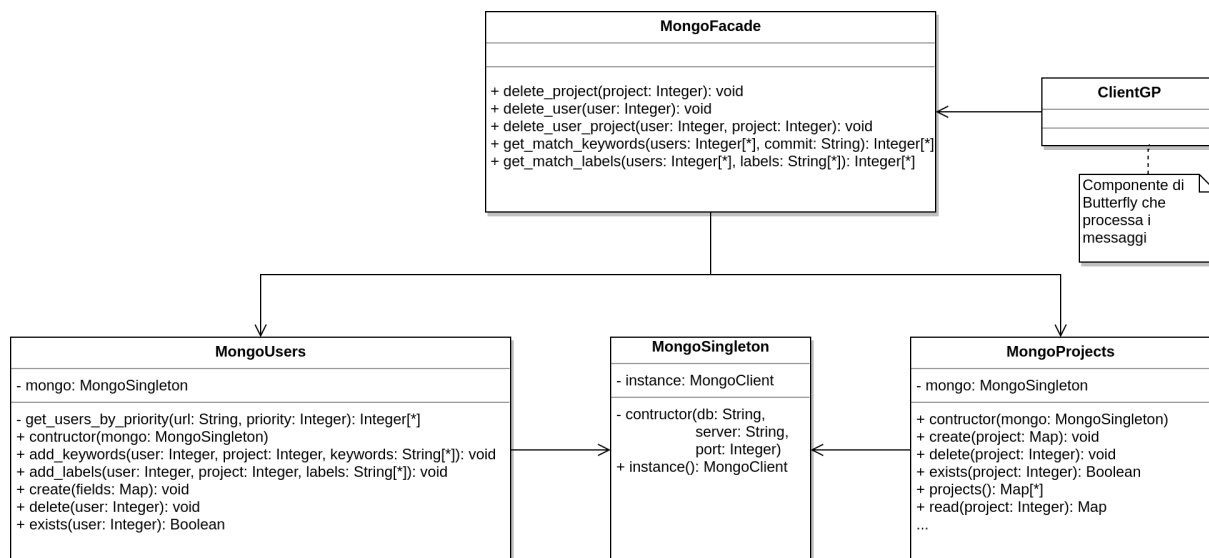 MongoFacade
+ delete_project(project: Integer): void
+ delete_user(user: Integer): void
+ delete_user_project(user: Integer, project: Integer): void
+ get_match_keywords(users: Integer[*], commit: String): Integer[*]
+ get_match_labels(users: Integer[*], labels: String[*]): Integer[*]
ClientGP
Componente di
Butterfly che
processa i
messaggi
MongoUsers
- mongo: MongoSingleton
- get_users_by_priority(url: String, priority: Integer): Integer[*]
+ contructor(mongo: MongoSingleton)
+ add_keywords(user: Integer, project: Integer, keywords: String[*]): void
+ add_labels(user: Integer, project: Integer, labels: String[*]): void
+ create(fields: Map): void
+ delete(user: Integer): void
+ exists(user: Integer): Boolean
MongoSingleton
- instance: MongoClient
- contructor(db: String,
server: String,
port: Integer)
+ instance(): MongoClient
MongoProjects
- mongo: MongoSingleton
+ contructor(mongo: MongoSingleton)
+ create(project: Map): void
+ delete(project: Integer): void
+ exists(project: Integer): Boolean
+ projects(): Map[*]
+ read(project: Integer): Map
...